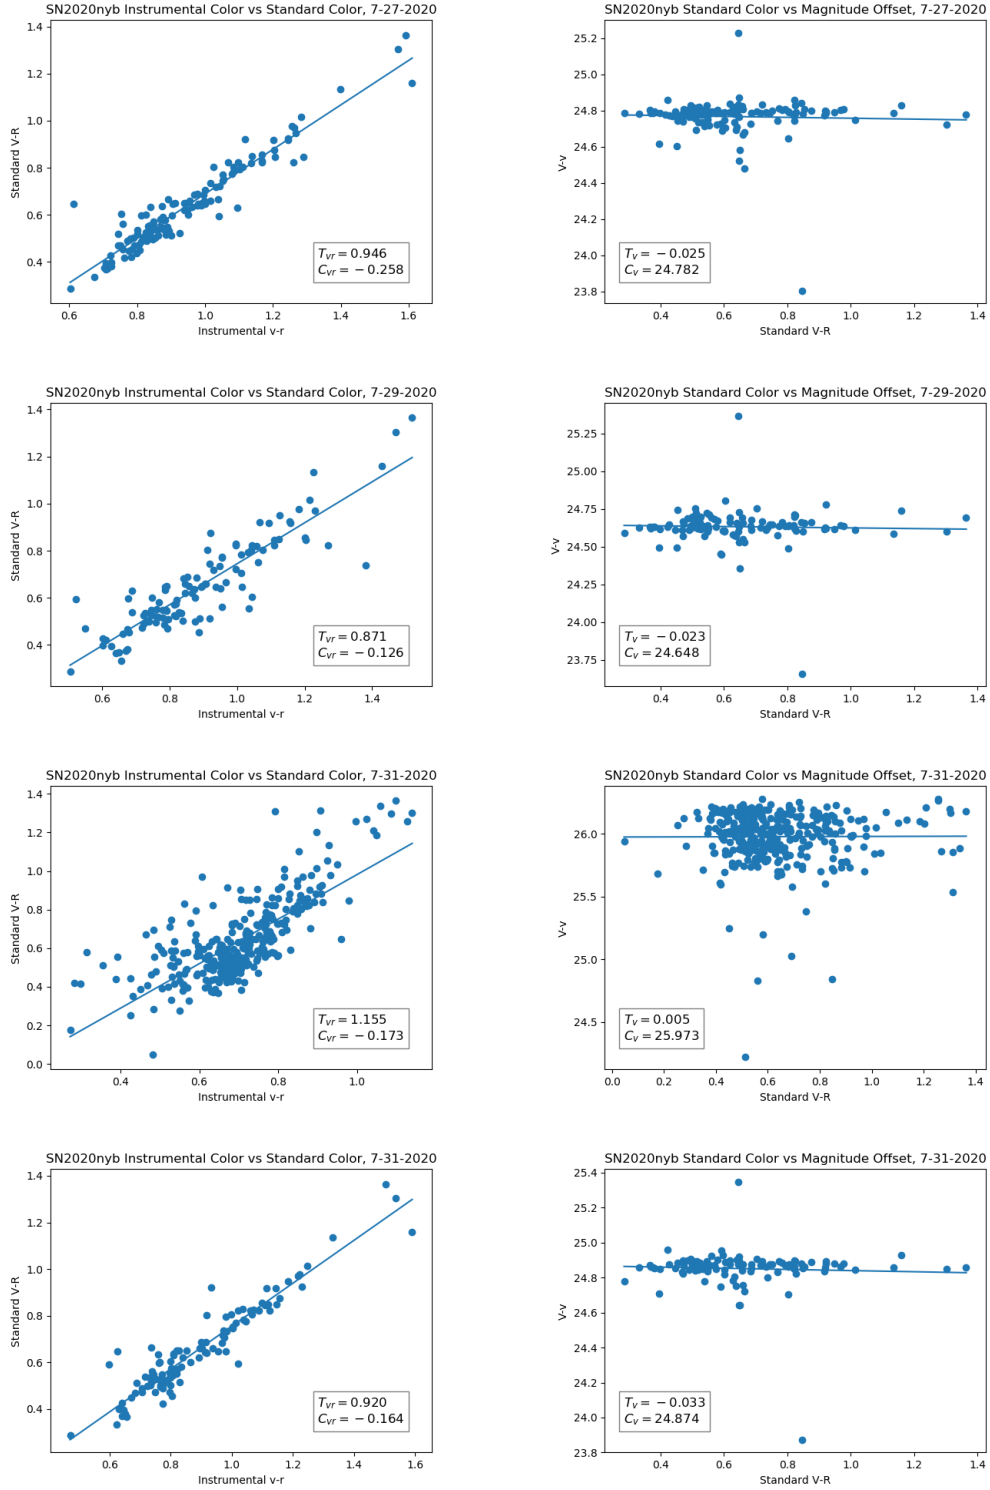 SN2020nyb Instrumental Color vs Standard Color, 7-27-2020
1.4
1.2
1.0
0.8
0.6
0.4
Standard V-R
0.6 0.8 1.0 1.2 1.4 1.6
Instrumental v-r
T_vr = 0.946
C_vr = −0.258
SN2020nyb Standard Color vs Magnitude Offset, 7-27-2020
25.2
25.0
24.8
24.6
24.4
24.2
24.0
23.8
V-v
0.4 0.6 0.8 1.0 1.2 1.4
Standard V-R
T_v = −0.025
C_v = 24.782
SN2020nyb Instrumental Color vs Standard Color, 7-29-2020
1.4
1.2
1.0
0.8
0.6
0.4
Standard V-R
0.6 0.8 1.0 1.2 1.4
Instrumental v-r
T_vr = 0.871
C_vr = −0.126
SN2020nyb Standard Color vs Magnitude Offset, 7-29-2020
25.25
25.00
24.75
24.50
24.25
24.00
23.75
V-v
0.4 0.6 0.8 1.0 1.2 1.4
Standard V-R
T_v = −0.023
C_v = 24.648
SN2020nyb Instrumental Color vs Standard Color, 7-31-2020
1.4
1.2
1.0
0.8
0.6
0.4
0.2
0.0
Standard V-R
0.4 0.6 0.8 1.0
Instrumental v-r
T_vr = 1.155
C_vr = −0.173
SN2020nyb Standard Color vs Magnitude Offset, 7-31-2020
26.0
25.5
25.0
24.5
V-v
0.0 0.2 0.4 0.6 0.8 1.0 1.2 1.4
Standard V-R
T_v = 0.005
C_v = 25.973
SN2020nyb Instrumental Color vs Standard Color, 7-31-2020
1.4
1.2
1.0
0.8
0.6
0.4
Standard V-R
0.6 0.8 1.0 1.2 1.4 1.6
Instrumental v-r
T_vr = 0.920
C_vr = −0.164
SN2020nyb Standard Color vs Magnitude Offset, 7-31-2020
25.4
25.2
25.0
24.8
24.6
24.4
24.2
24.0
23.8
V-v
0.4 0.6 0.8 1.0 1.2 1.4
Standard V-R
T_v = −0.033
C_v = 24.874